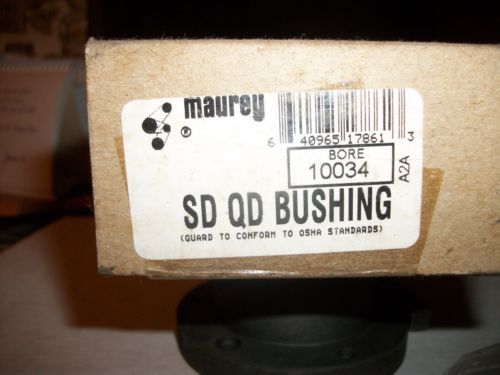 maurey
®
6 40965 17861 3
BORE
10034
A2A
SD QD BUSHING
(GUARD TO CONFORM TO OSHA STANDARDS)